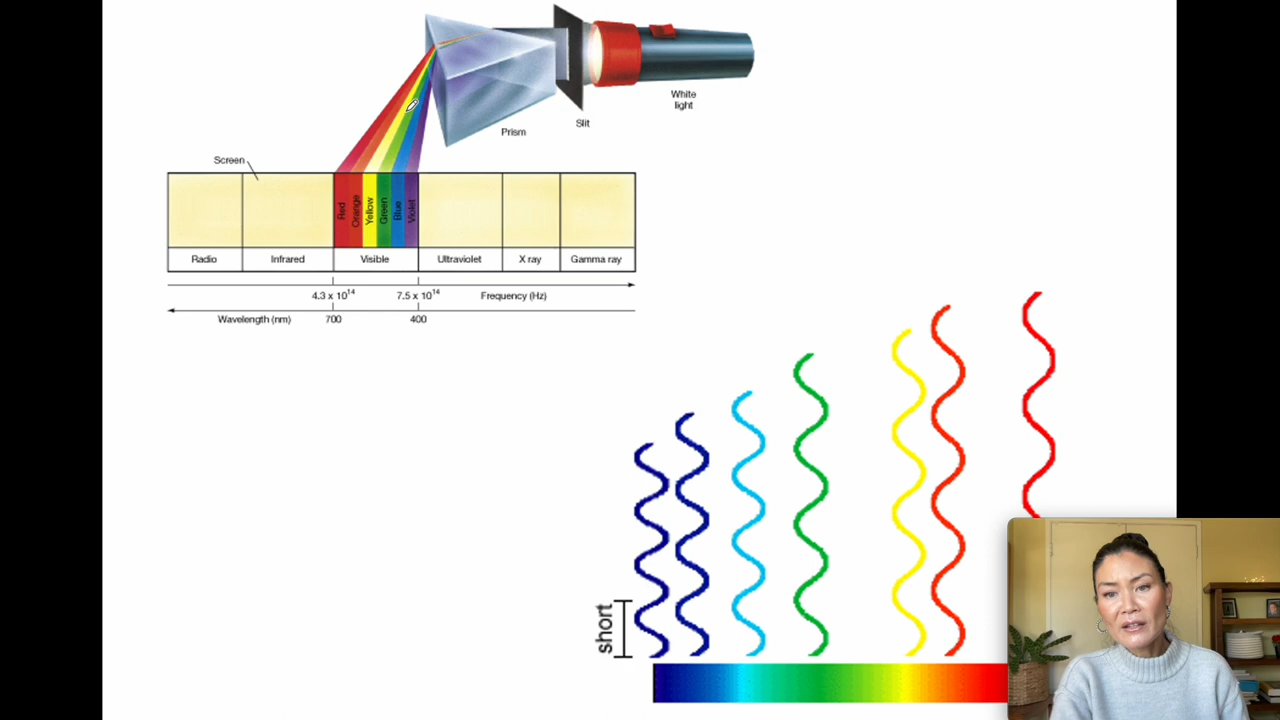 White
light
Slit
Prism
Screen
Red
Orange
Yellow
Green
Blue
Violet
Radio
Infrared
Visible
Ultraviolet
X ray
Gamma ray
4.3 x 10¹⁴
7.5 x 10¹⁴
Frequency (Hz)
Wavelength (nm)
700
400
short